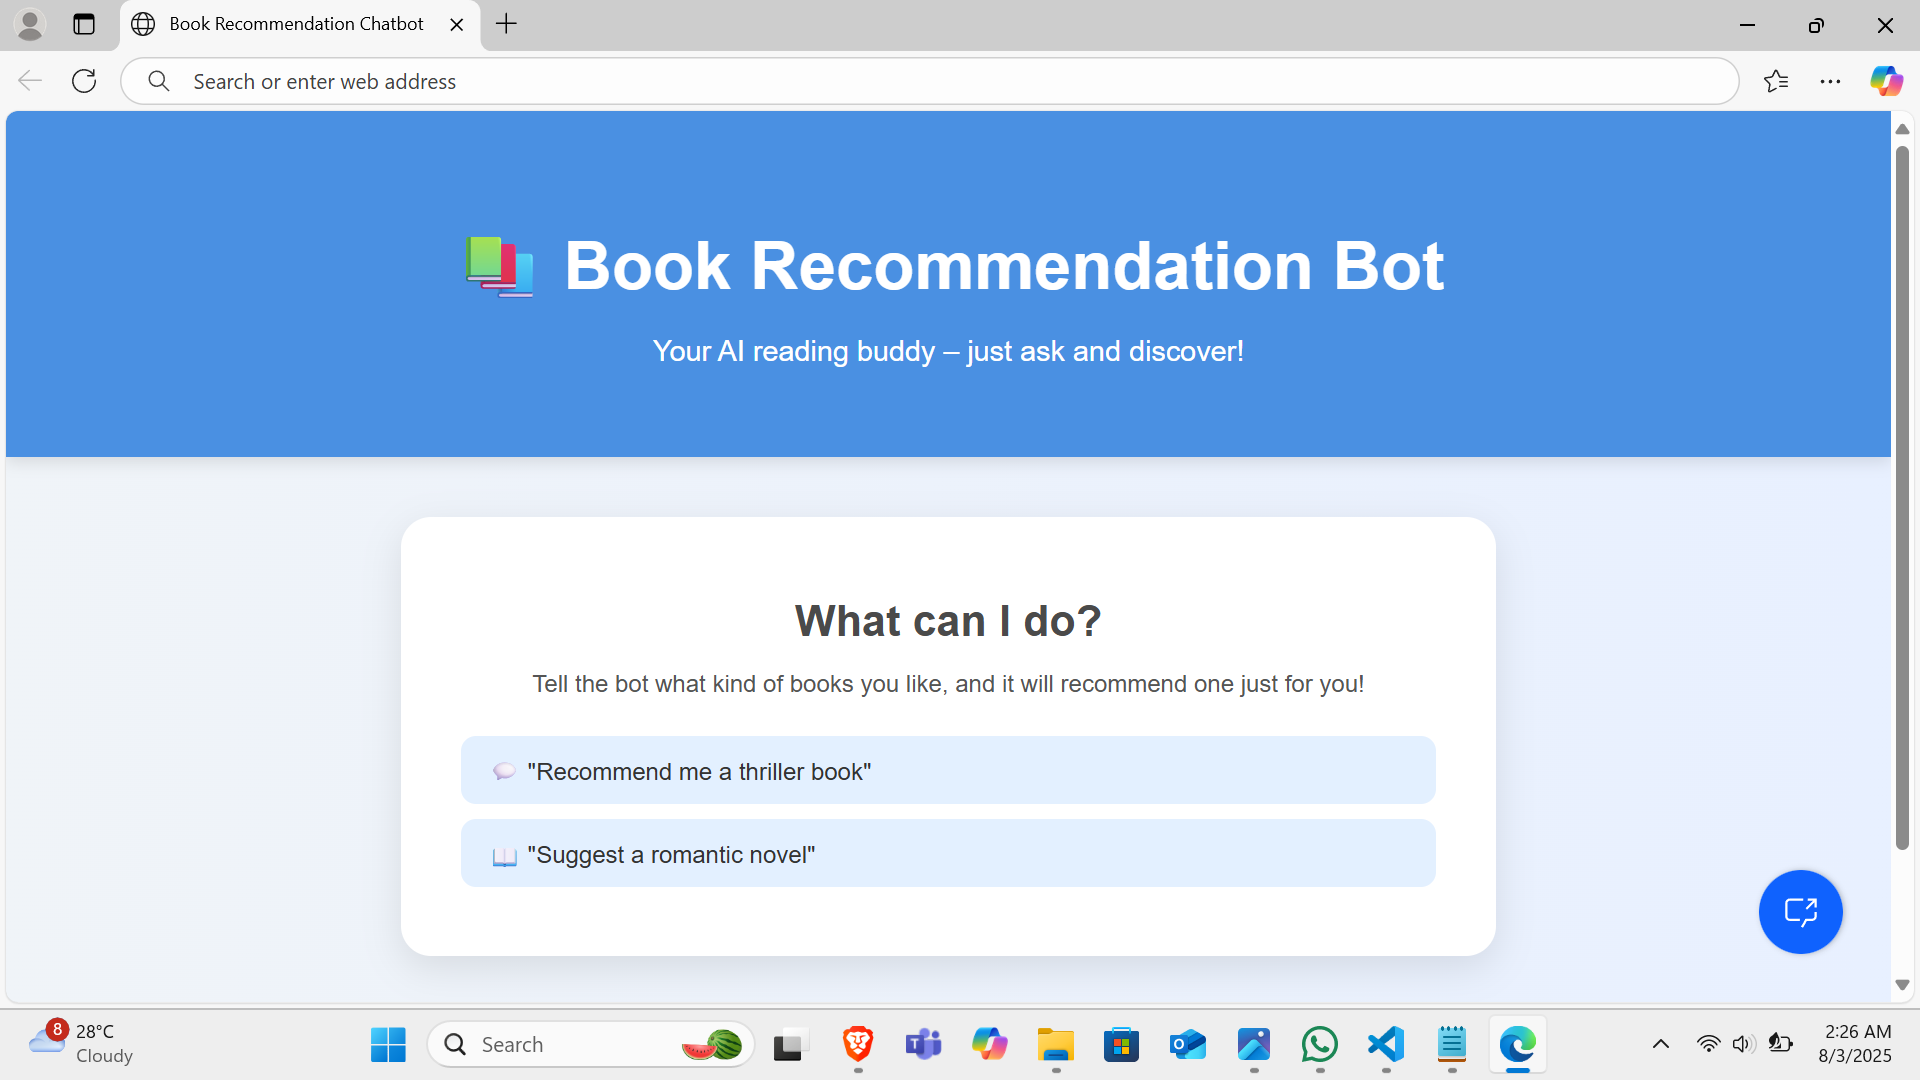 Book Recommendation Chatbot
Search or enter web address
Book Recommendation Bot
Your AI reading buddy – just ask and discover!
What can I do?
Tell the bot what kind of books you like, and it will recommend one just for you!
"Recommend me a thriller book"
"Suggest a romantic novel"
8
28°C
Cloudy
Search
2:26 AM
8/3/2025